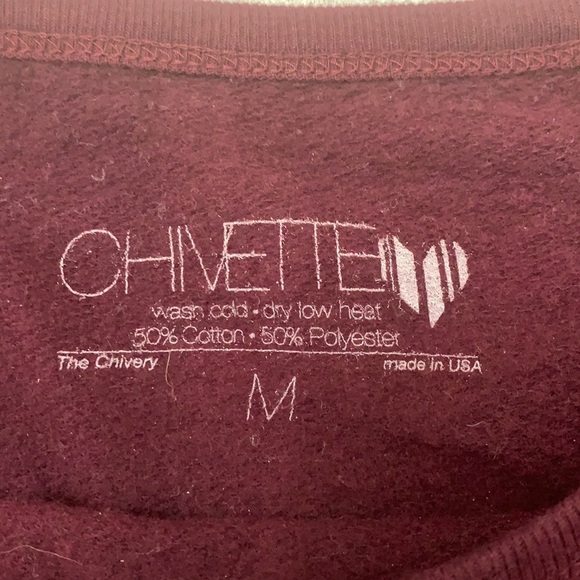 CHIVETTE
wash cold • dry low heat
50% Cotton • 50% Polyester
The Chivery made in USA
M